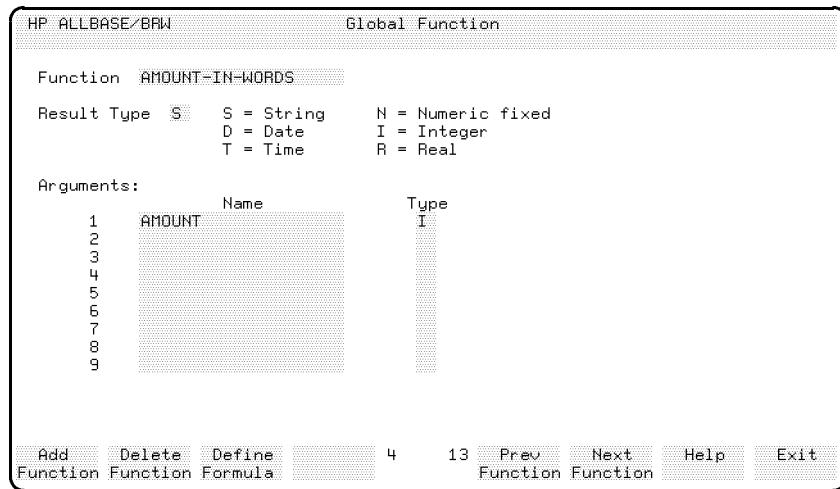 HP ALLBASE/BRW Global Function
Function AMOUNT-IN-WORDS
Result Type S S = String N = Numeric fixed
D = Date I = Integer
T = Time R = Real
Arguments:
Name Type
1 AMOUNT I
2
3
4
5
6
7
8
9
Add Delete Define 4 13 Prev Next Help Exit
Function Function Formula Function Function